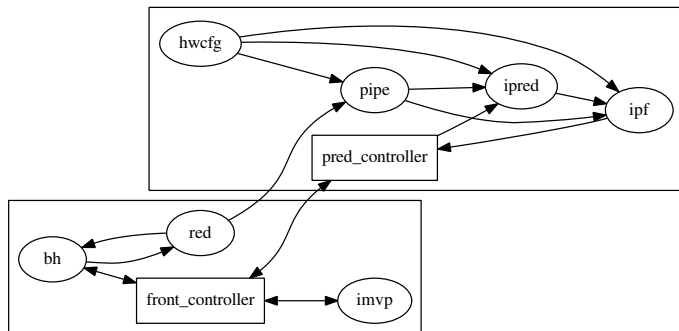 hwcfg
pipe
ipred
ipf
pred_controller
red
bh
front_controller
imvp